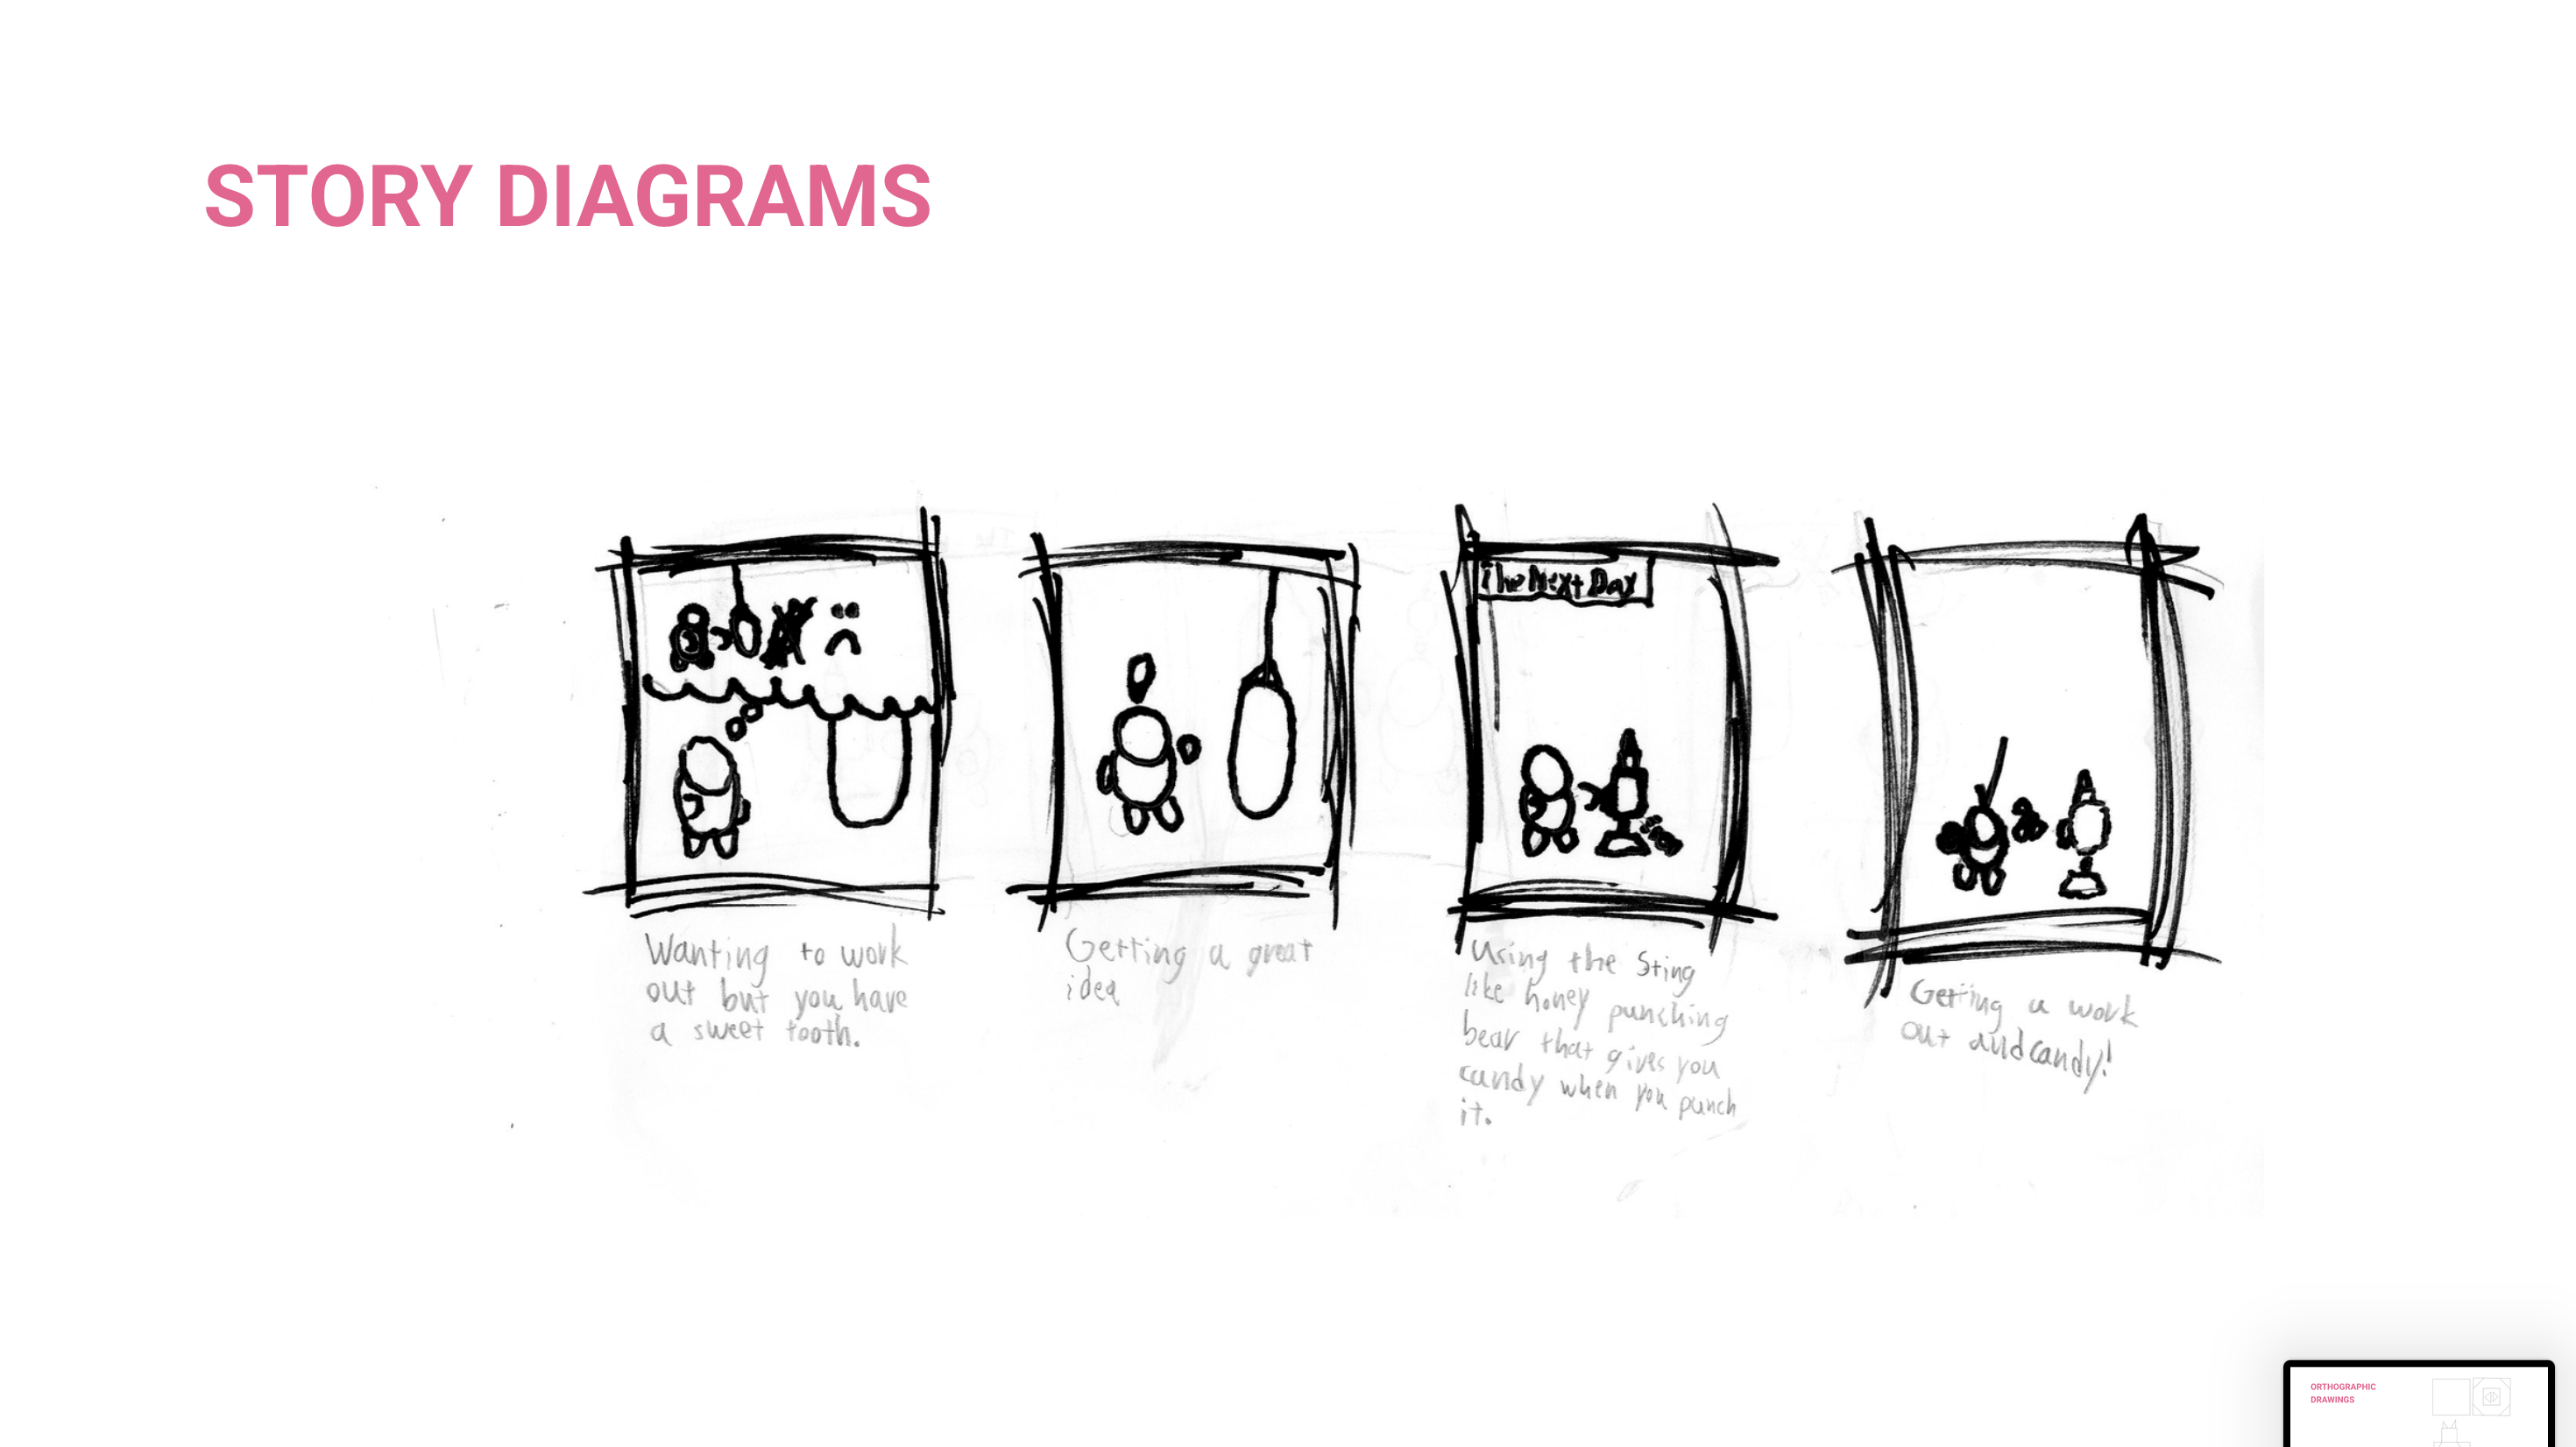 STORY DIAGRAMS
The Next Day
Wanting to work
out but you have
a sweet tooth.
Getting a great
idea
Using the Sting
like honey punching
bear that gives you
candy when you punch
it.
Getting a work
out and candy!
ORTHOGRAPHIC
DRAWINGS